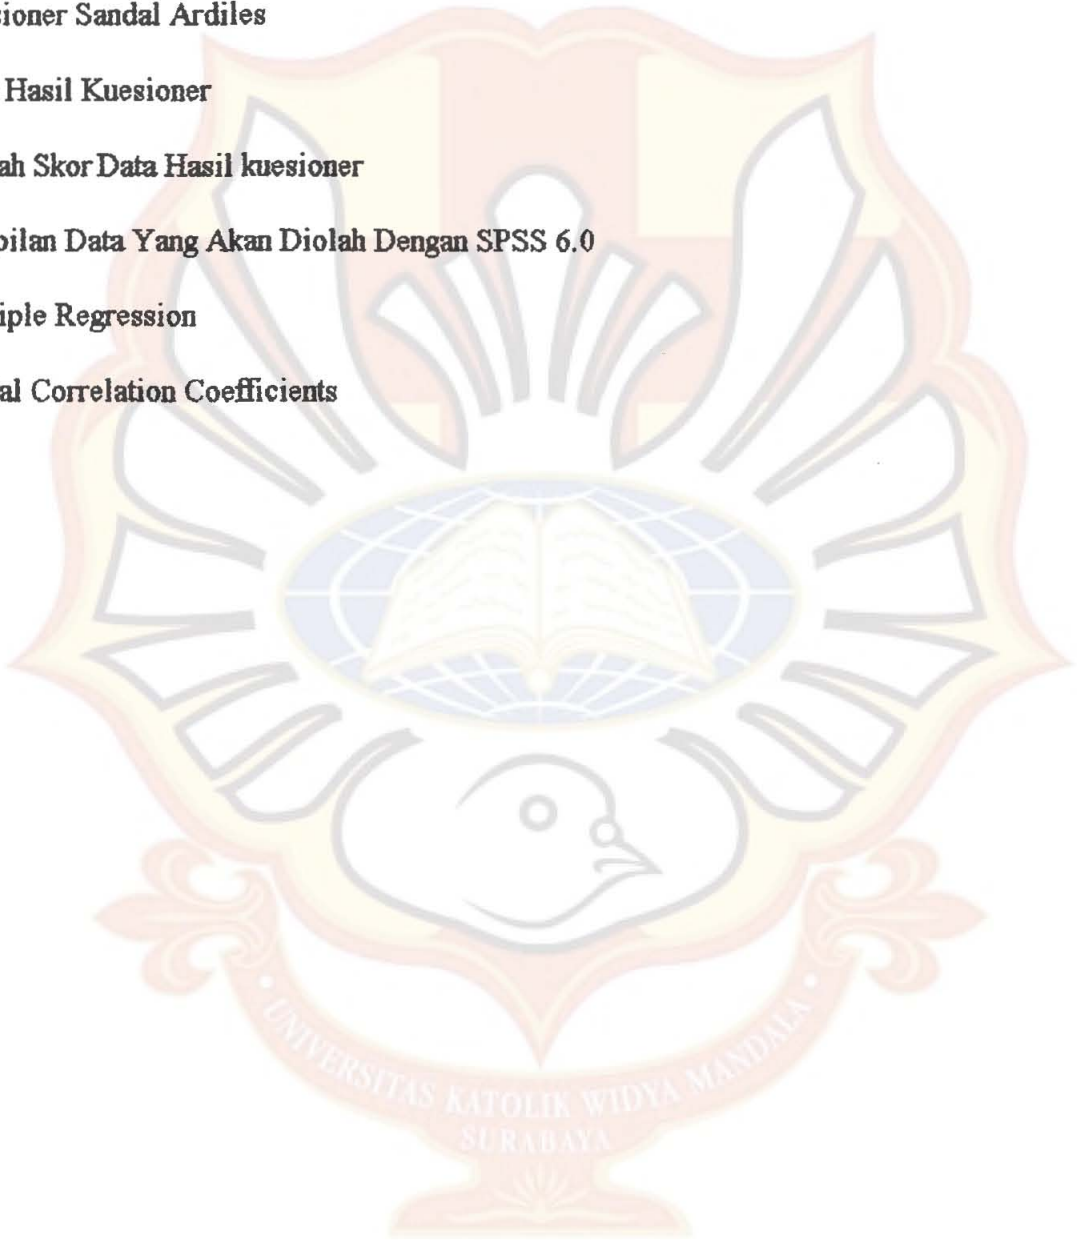 sioner Sandal Ardiles
Hasil Kuesioner
ah Skor Data Hasil kuesioner
pilan Data Yang Akan Diolah Dengan SPSS 6.0
iple Regression
al Correlation Coefficients
UNIVERSITAS KATOLIK WIDYA MANDALA
SURABAYA